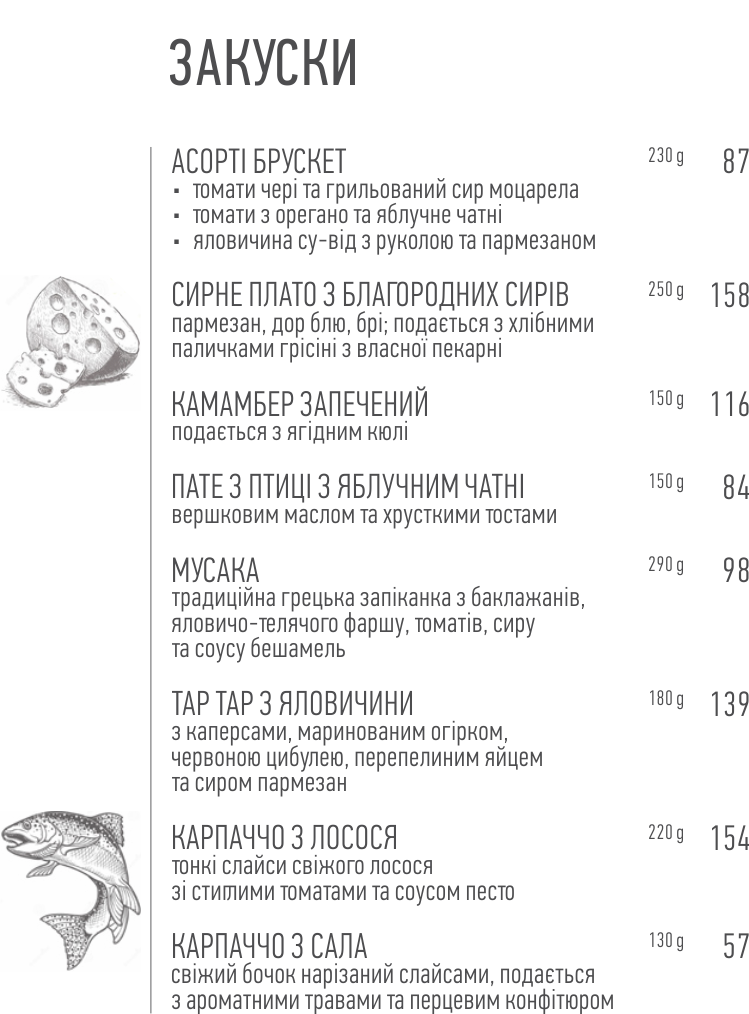 ЗАКУСКИ
АСОРТІ БРУСКЕТ 230 g 87
▪ томати чері та грильований сир моцарела
▪ томати з орегано та яблучне чатні
▪ яловичина су-від з руколою та пармезаном
СИРНЕ ПЛАТО З БЛАГОРОДНИХ СИРІВ 250 g 158
пармезан, дор блю, брі; подається з хлібними
паличками грісіні з власної пекарні
КАМАМБЕР ЗАПЕЧЕНИЙ 150 g 116
подається з ягідним кюлі
ПАТЕ З ПТИЦІ З ЯБЛУЧНИМ ЧАТНІ 150 g 84
вершковим маслом та хрусткими тостами
МУСАКА 290 g 98
традиційна грецька запіканка з баклажанів,
яловичо-телячого фаршу, томатів, сиру
та соусу бешамель
ТАР ТАР З ЯЛОВИЧИНИ 180 g 139
з каперсами, маринованим огірком,
червоною цибулею, перепелиним яйцем
та сиром пармезан
КАРПАЧЧО З ЛОСОСЯ 220 g 154
тонкі слайси свіжого лосося
зі стиглими томатами та соусом песто
КАРПАЧЧО З САЛА 130 g 57
свіжий бочок нарізаний слайсами, подається
з ароматними травами та перцевим конфітюром